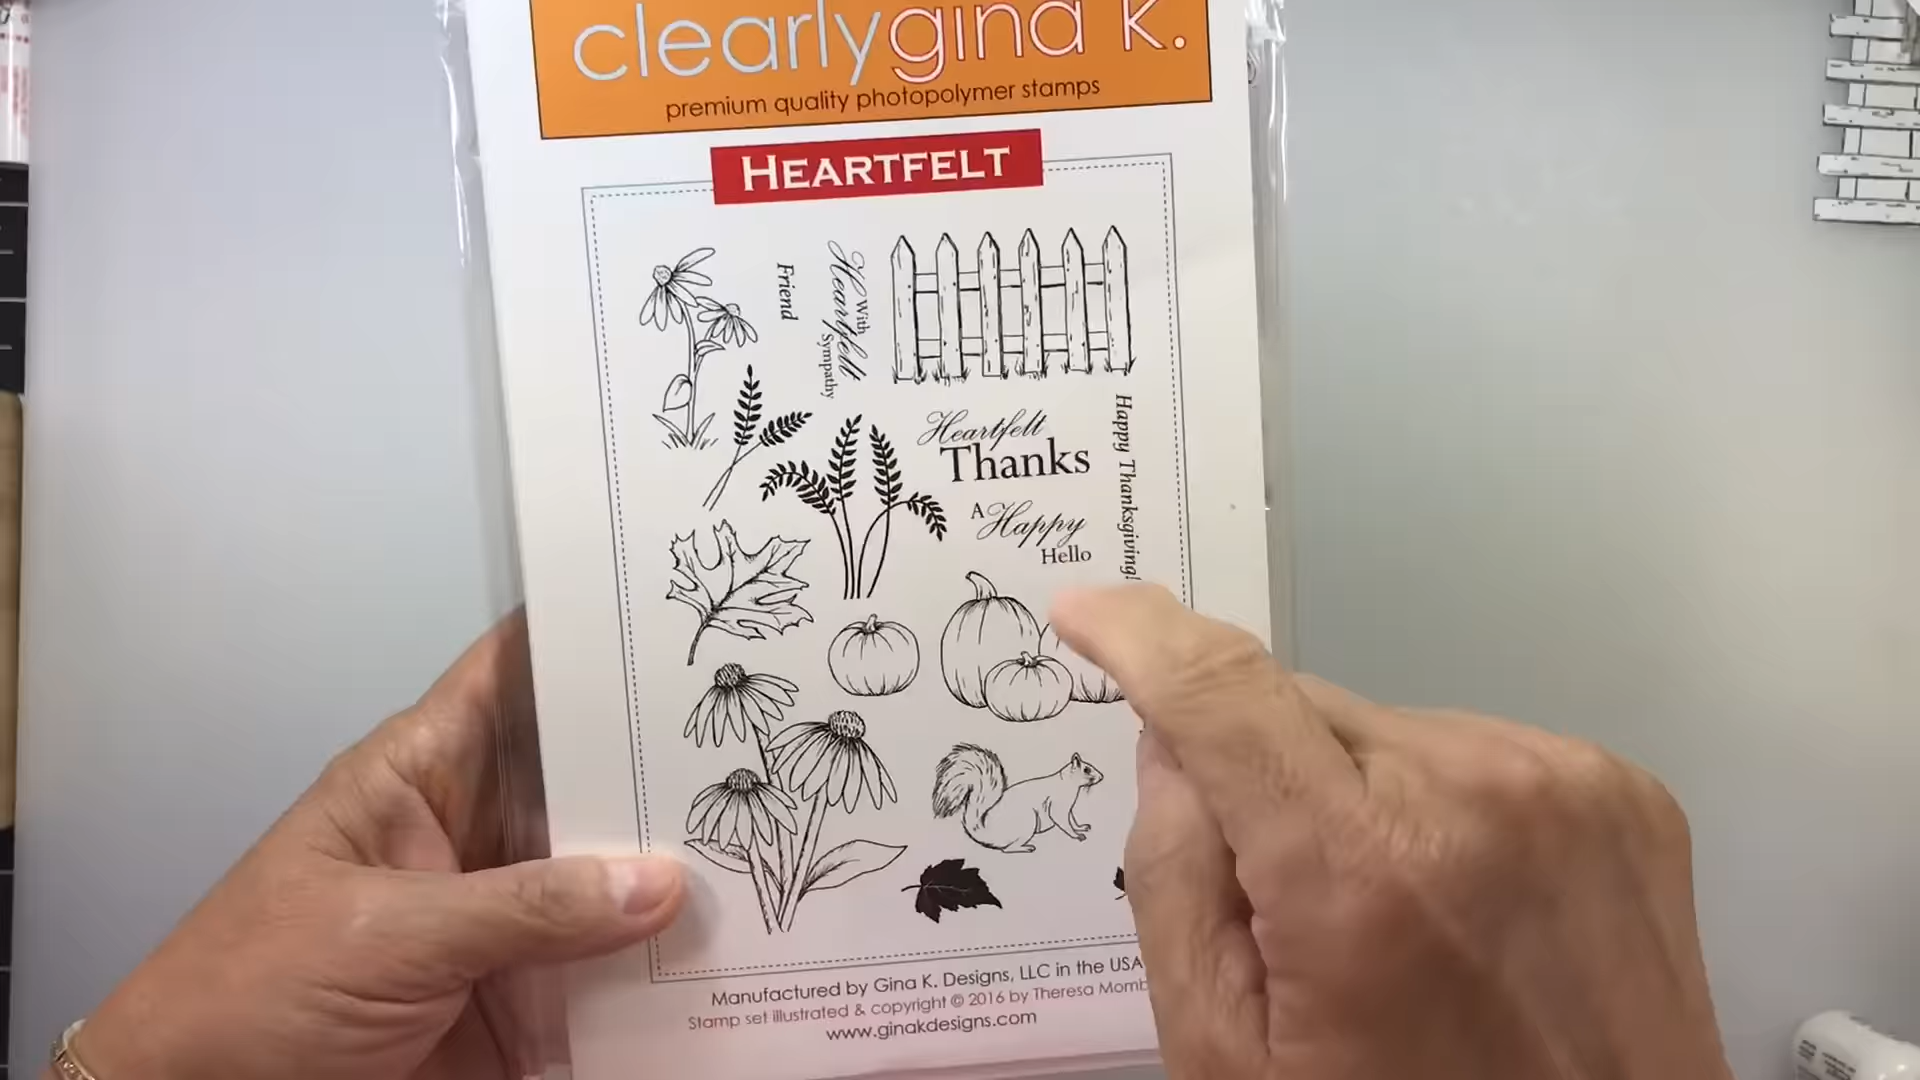 clearlygina k.
premium quality photopolymer stamps
HEARTFELT
Friend
With
Heartfelt
Sympathy
Heartfelt
Thanks
A Happy
Hello
Happy Thanksgiving!
Manufactured by Gina K. Designs, LLC in the USA
Stamp set illustrated & copyright © 2016 by Theresa
www.ginakdesigns.com